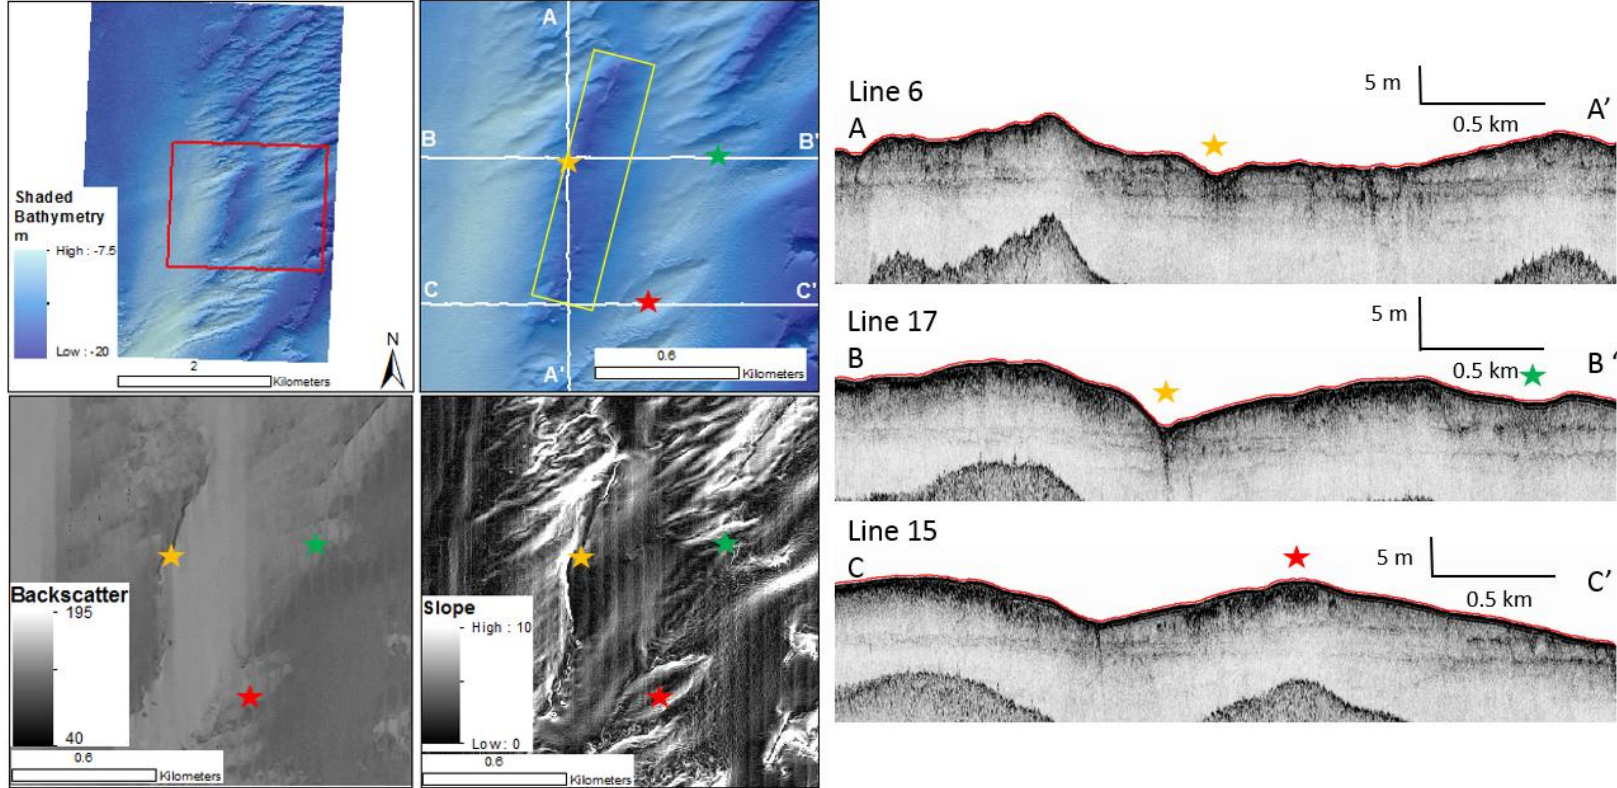 Shaded
Bathymetry
m
High : -7.5
Low : -20
2
Kilometers
N
A
B
B'
C
C'
A'
0.6
Kilometers
Backscatter
195
40
0.6
Kilometers
Slope
High : 10
Low: 0
0.6
Kilometers
Line 6
A
5 m
0.5 km
A’
Line 17
B
5 m
0.5 km
B ‘
Line 15
C
5 m
0.5 km
C’